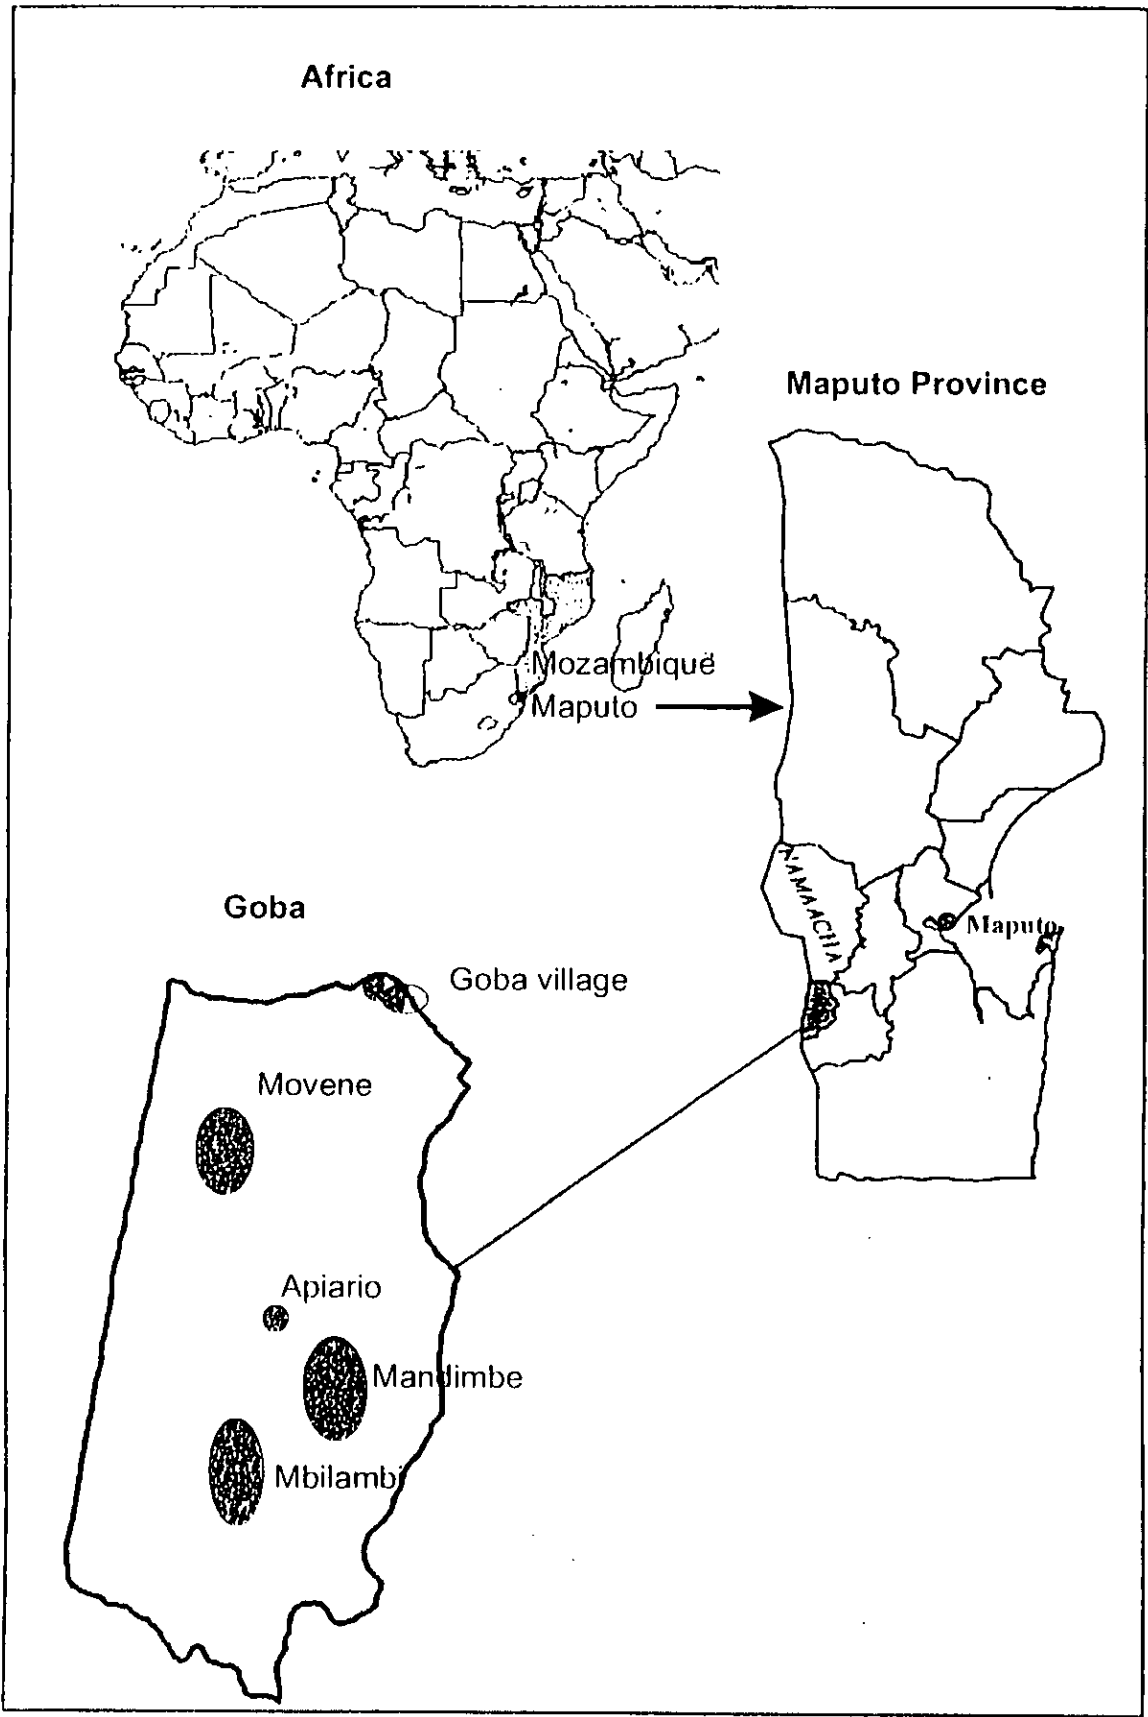 Africa
Maputo Province
Mozambique
Maputo
NAMAACHA
Maputo
Goba
Goba village
Movene
Apiario
Mandimbe
Mbilambi